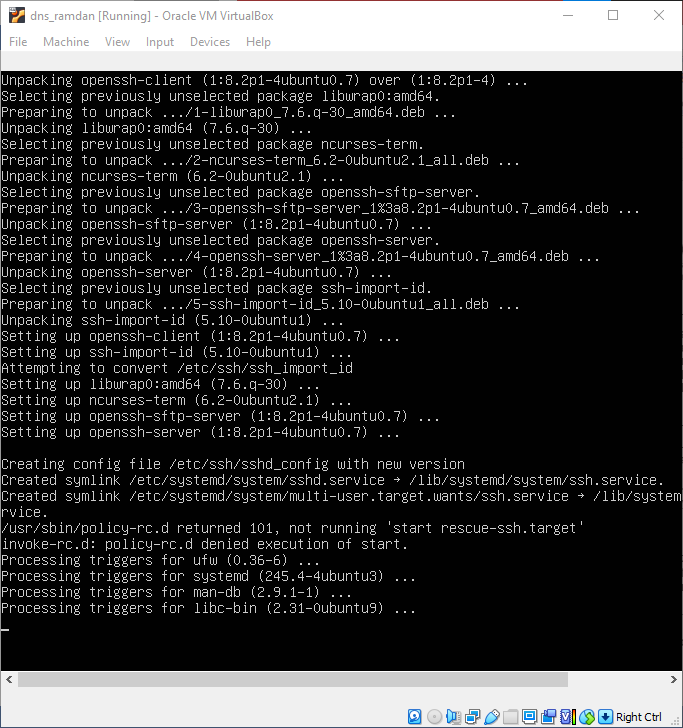 dns_ramdan [Running] - Oracle VM VirtualBox
File Machine View Input Devices Help
Unpacking openssh-client (1:8.2p1-4ubuntu0.7) over (1:8.2p1-4) ...
Selecting previously unselected package libwrap0:amd64.
Preparing to unpack .../1-libwrap0_7.6.q-30_amd64.deb ...
Unpacking libwrap0:amd64 (7.6.q-30) ...
Selecting previously unselected package ncurses-term.
Preparing to unpack .../2-ncurses-term_6.2-0ubuntu2.1_all.deb ...
Unpacking ncurses-term (6.2-0ubuntu2.1) ...
Selecting previously unselected package openssh-sftp-server.
Preparing to unpack .../3-openssh-sftp-server_1%3a8.2p1-4ubuntu0.7_amd64.deb ...
Unpacking openssh-sftp-server (1:8.2p1-4ubuntu0.7) ...
Selecting previously unselected package openssh-server.
Preparing to unpack .../4-openssh-server_1%3a8.2p1-4ubuntu0.7_amd64.deb ...
Unpacking openssh-server (1:8.2p1-4ubuntu0.7) ...
Selecting previously unselected package ssh-import-id.
Preparing to unpack .../5-ssh-import-id_5.10-0ubuntu1_all.deb ...
Unpacking ssh-import-id (5.10-0ubuntu1) ...
Setting up openssh-client (1:8.2p1-4ubuntu0.7) ...
Setting up ssh-import-id (5.10-0ubuntu1) ...
Attempting to convert /etc/ssh/ssh_import_id
Setting up libwrap0:amd64 (7.6.q-30) ...
Setting up ncurses-term (6.2-0ubuntu2.1) ...
Setting up openssh-sftp-server (1:8.2p1-4ubuntu0.7) ...
Setting up openssh-server (1:8.2p1-4ubuntu0.7) ...
Creating config file /etc/ssh/sshd_config with new version
Created symlink /etc/systemd/system/sshd.service → /lib/systemd/system/ssh.service.
Created symlink /etc/systemd/system/multi-user.target.wants/ssh.service → /lib/system
rvice.
/usr/sbin/policy-rc.d returned 101, not running 'start rescue-ssh.target'
invoke-rc.d: policy-rc.d denied execution of start.
Processing triggers for ufw (0.36-6) ...
Processing triggers for systemd (245.4-4ubuntu3) ...
Processing triggers for man-db (2.9.1-1) ...
Processing triggers for libc-bin (2.31-0ubuntu9) ...
Right Ctrl